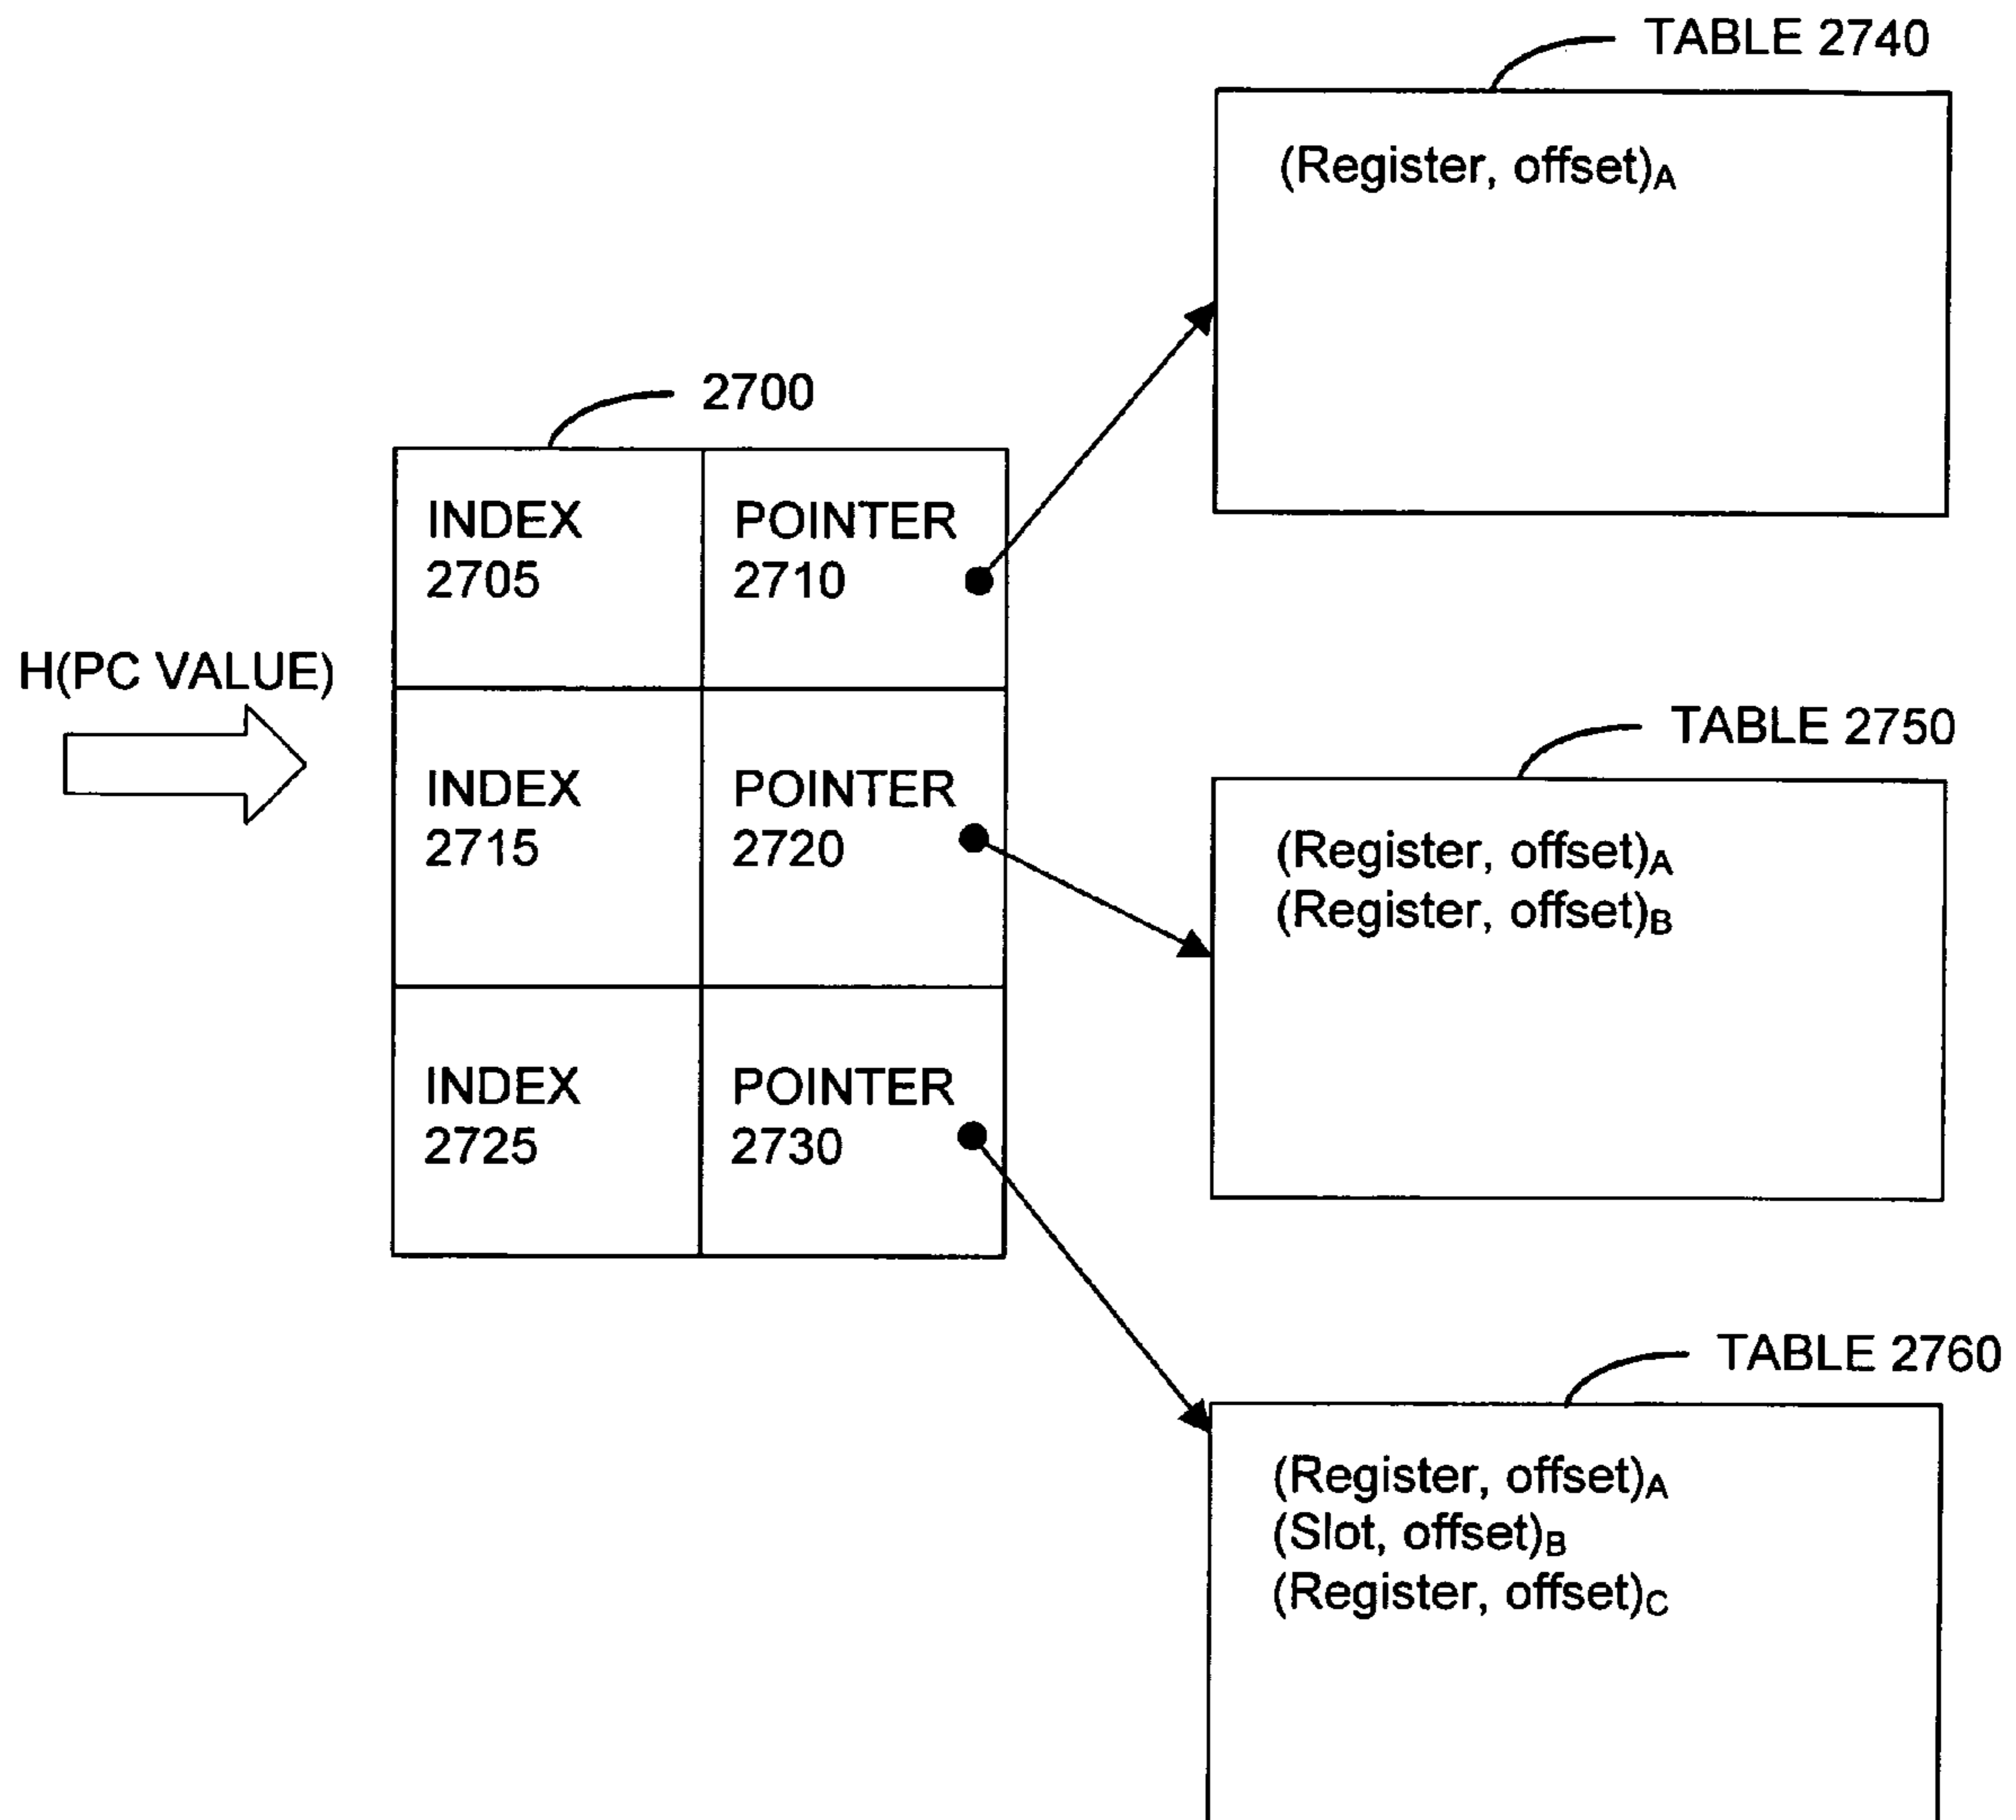 TABLE 2740
(Register, offset)A
2700
INDEX
2705
POINTER
2710
H(PC VALUE)
INDEX
2715
POINTER
2720
TABLE 2750
(Register, offset)A
(Register, offset)B
INDEX
2725
POINTER
2730
TABLE 2760
(Register, offset)A
(Slot, offset)B
(Register, offset)C